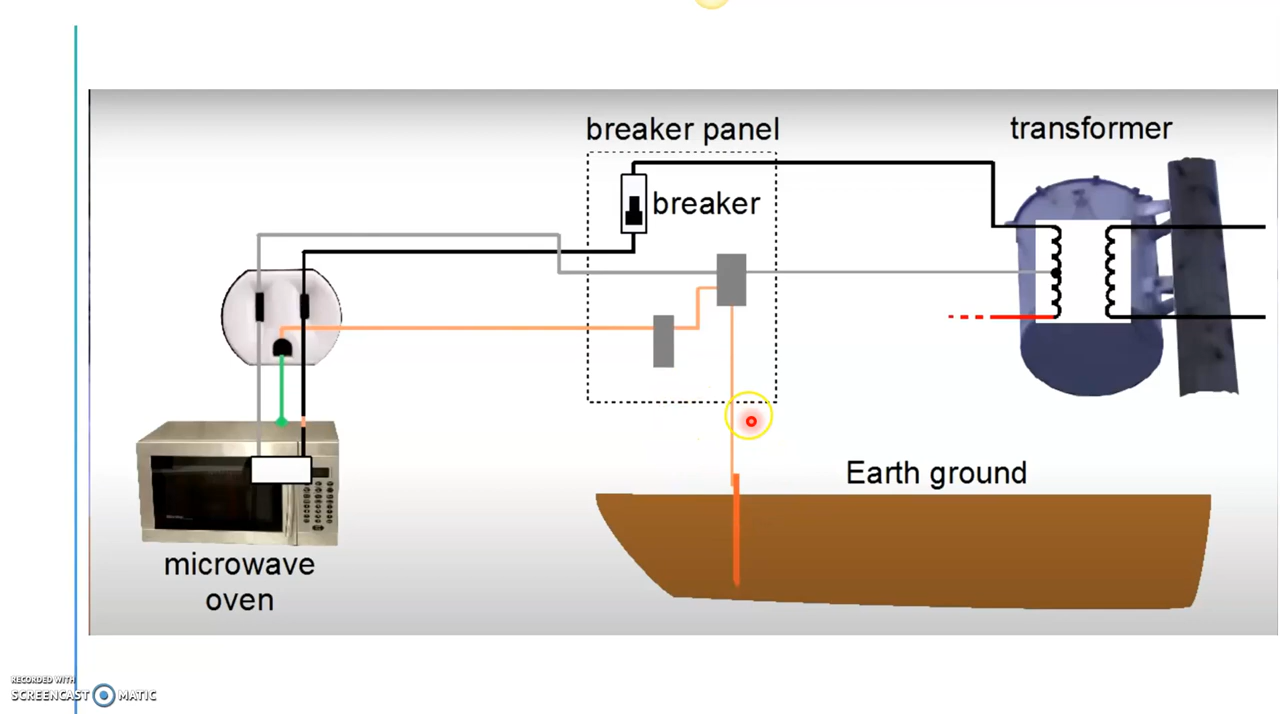 breaker panel
transformer
breaker
Earth ground
microwave
oven
RECORDED WITH
SCREENCAST MATIC